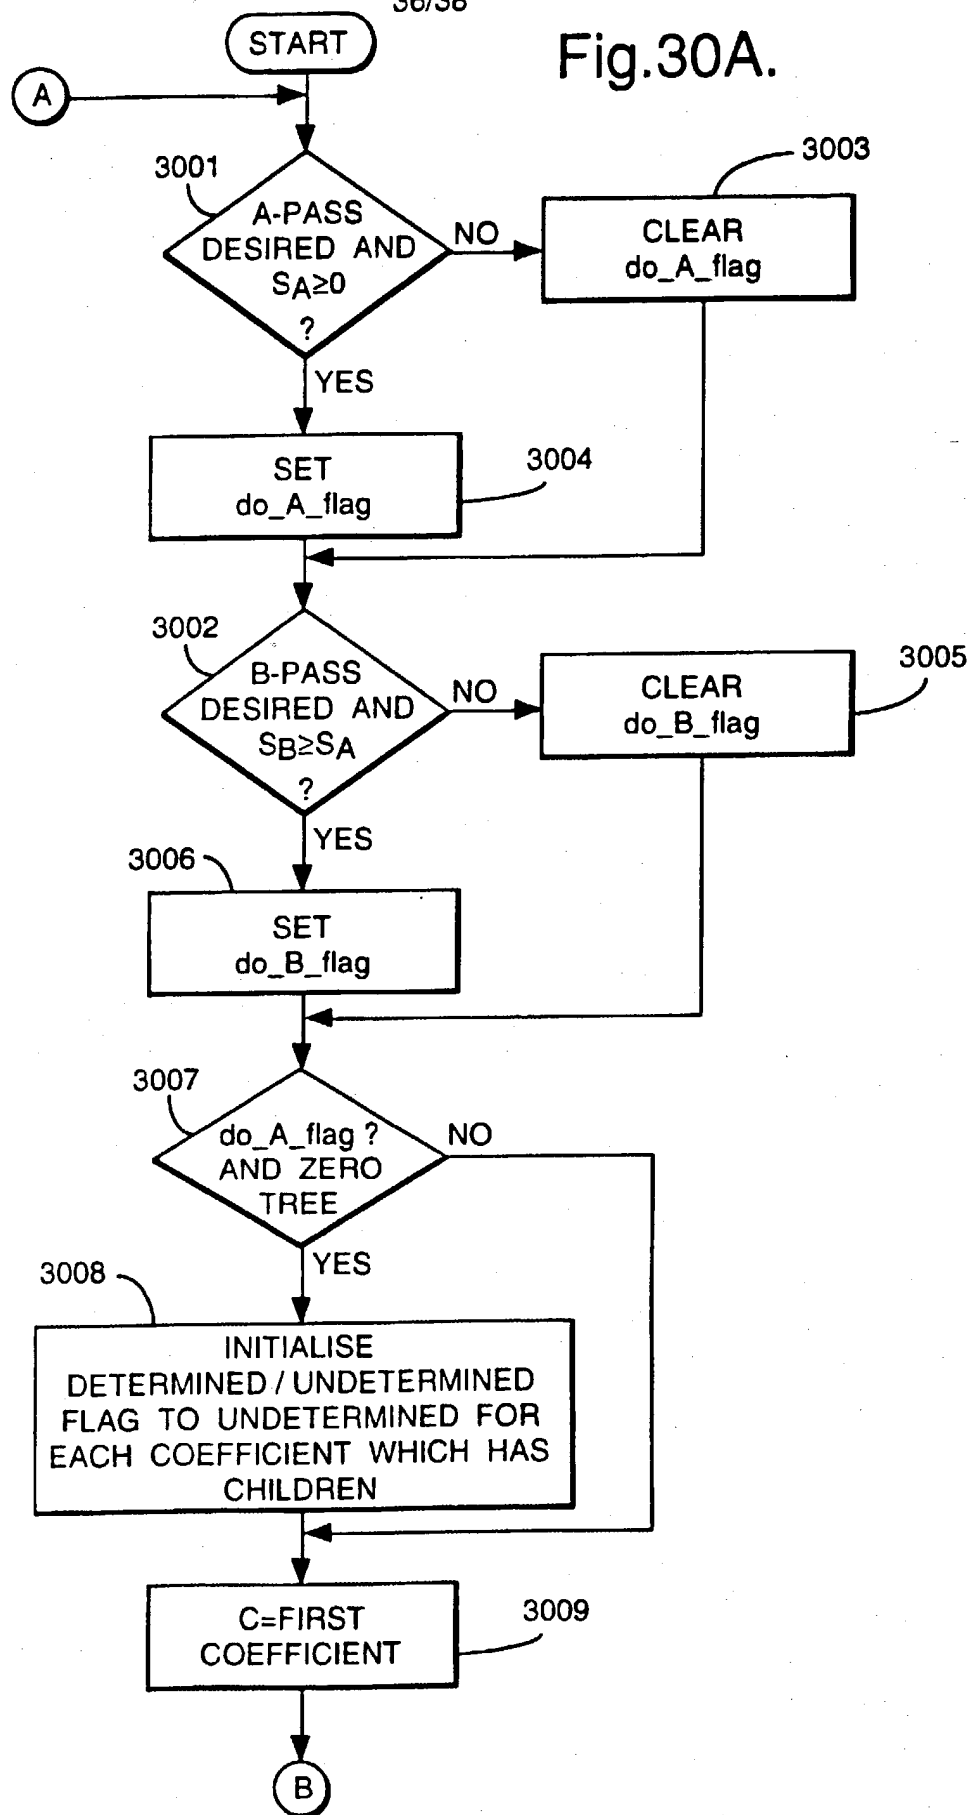 36/38
START
Fig.30A.
A
3001
3003
A-PASS
DESIRED AND
SA≥0
?
NO
CLEAR
do_A_flag
YES
SET
do_A_flag
3004
3002
B-PASS
DESIRED AND
SB≥SA
?
NO
CLEAR
do_B_flag
3005
YES
3006
SET
do_B_flag
3007
do_A_flag ?
AND ZERO
TREE
NO
YES
3008
INITIALISE
DETERMINED / UNDETERMINED
FLAG TO UNDETERMINED FOR
EACH COEFFICIENT WHICH HAS
CHILDREN
C=FIRST
COEFFICIENT
3009
B